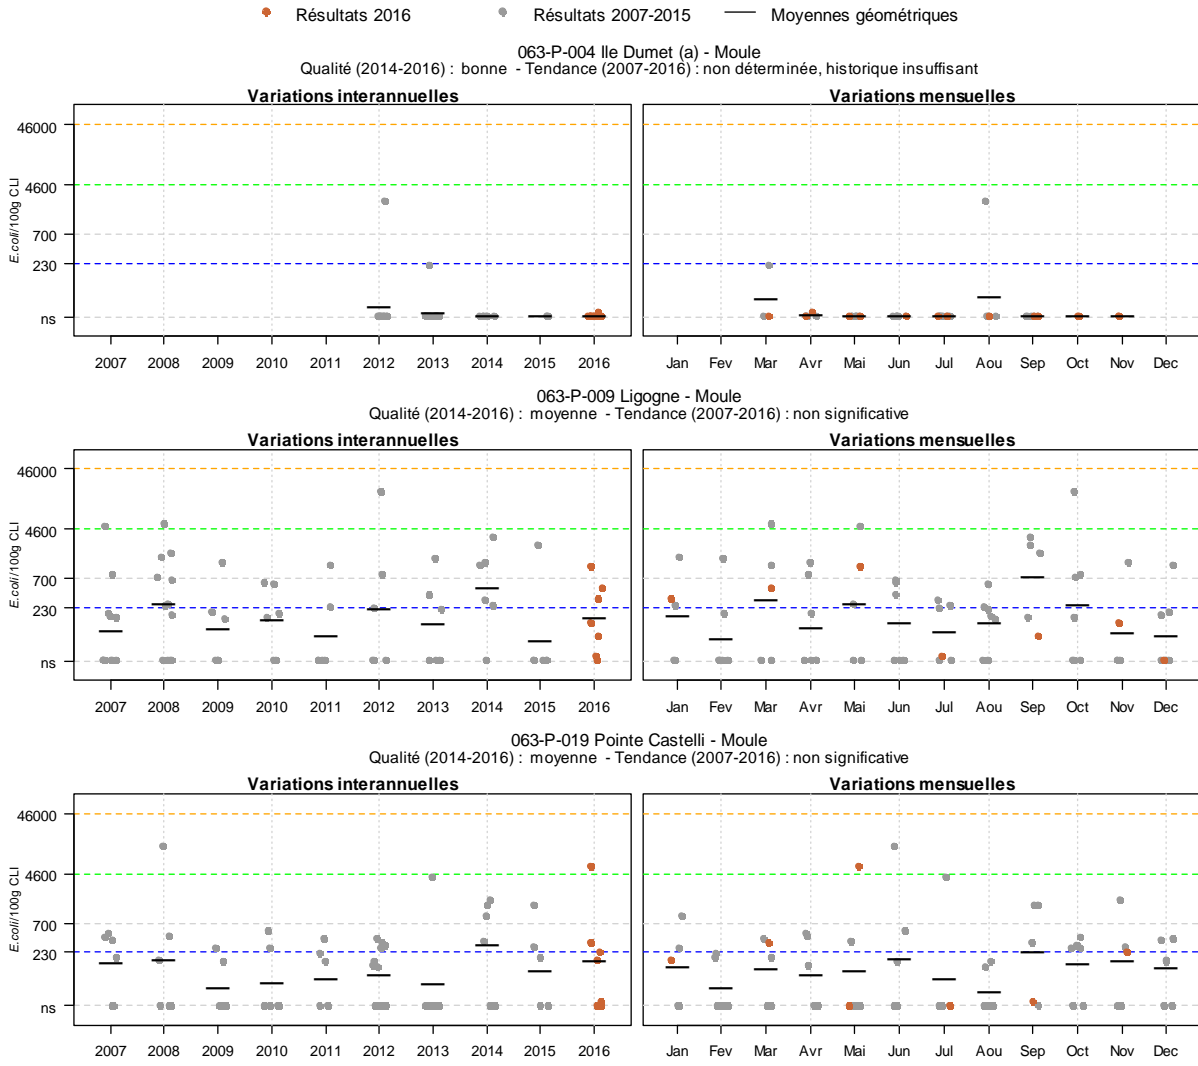 Résultats 2016 Résultats 2007-2015 Moyennes géométriques
063-P-004 Ile Dumet (a) - Moule
Qualité (2014-2016) : bonne - Tendance (2007-2016) : non déterminée, historique insuffisant
Variations interannuelles Variations mensuelles
46000
4600
700
230
ns
E.coli/100g CLI
2007 2008 2009 2010 2011 2012 2013 2014 2015 2016 Jan Fev Mar Avr Mai Jun Jul Aou Sep Oct Nov Dec
063-P-009 Ligogne - Moule
Qualité (2014-2016) : moyenne - Tendance (2007-2016) : non significative
Variations interannuelles Variations mensuelles
46000
4600
700
230
ns
E.coli/100g CLI
2007 2008 2009 2010 2011 2012 2013 2014 2015 2016 Jan Fev Mar Avr Mai Jun Jul Aou Sep Oct Nov Dec
063-P-019 Pointe Castelli - Moule
Qualité (2014-2016) : moyenne - Tendance (2007-2016) : non significative
Variations interannuelles Variations mensuelles
46000
4600
700
230
ns
E.coli/100g CLI
2007 2008 2009 2010 2011 2012 2013 2014 2015 2016 Jan Fev Mar Avr Mai Jun Jul Aou Sep Oct Nov Dec